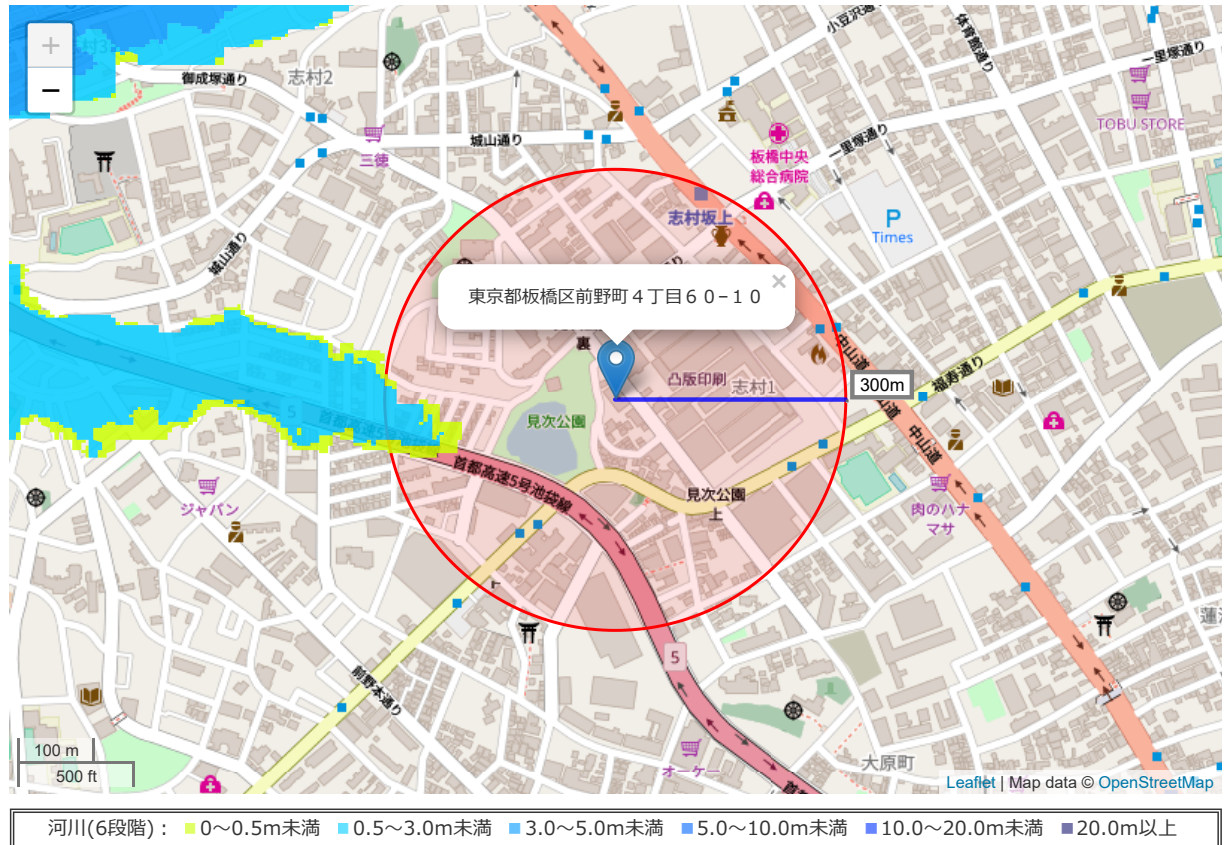 +
−
志村2
御成塚通り
城山通り
三徳
城山通り
小豆沢通り
体育館通り
一里塚通り
TOBU STORE
板橋中央
総合病院
一里塚通り
P
Times
志村坂上
東京都板橋区前野町４丁目６０−１０
×
裏
凸版印刷
志村1
300m
中山道
福寿通り
見次公園
首都高速5号池袋線
見次公園
上
中山道
肉のハナ
マサ
ジャパン
5
5
前野本通り
オーケー
大原町
100 m
500 ft
Leaflet | Map data © OpenStreetMap
河川(6段階)： 0～0.5m未満 0.5～3.0m未満 3.0～5.0m未満 5.0～10.0m未満 10.0～20.0m未満 20.0m以上